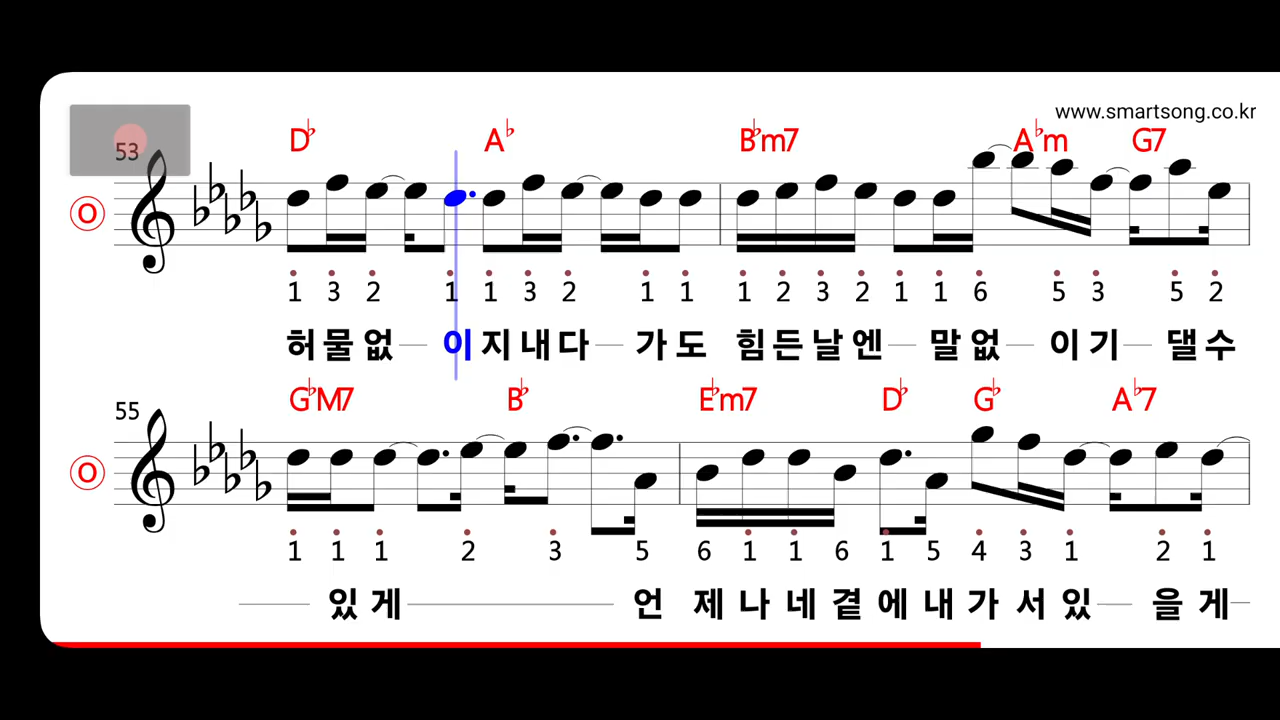 www.smartsong.co.kr
53 D♭ A♭ B♭m7 A♭m G7
O
1 3 2 1 1 3 2 1 1 1 2 3 2 1 1 6 5 3 5 2
허물없 이지내다 가도 힘든날엔 말없 이기 댈수
55 G♭M7 B♭ E♭m7 D♭ G♭ A♭7
O
1 1 1 2 3 5 6 1 1 6 1 5 4 3 1 2 1
있게 언 제나네곁에내가서있 을게